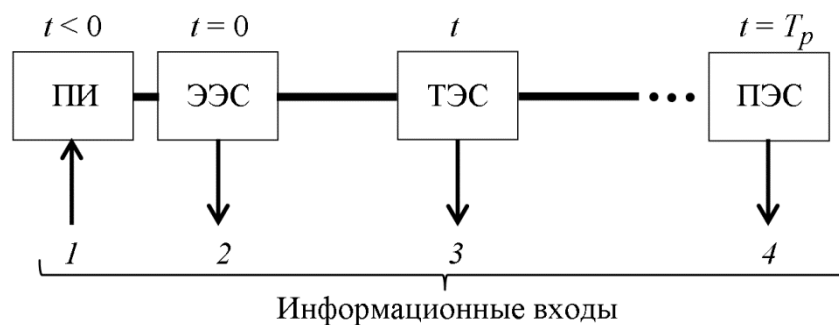 t < 0 t = 0 t t = Tp
ПИ ЭЭС ТЭС ПЭС
1 2 3 4
Информационные входы